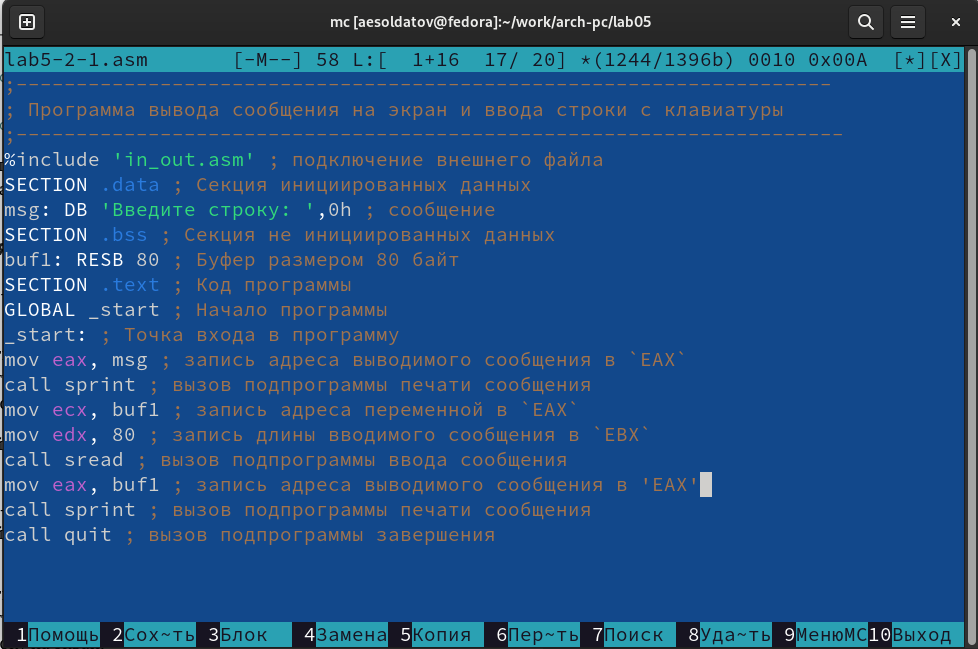 mc [aesoldatov@fedora]:~/work/arch-pc/lab05
lab5-2-1.asm [-M--] 58 L:[ 1+16 17/ 20] *(1244/1396b) 0010 0x00A [*][X]
;--------------------------------------------------------------------
; Программа вывода сообщения на экран и ввода строки с клавиатуры
;---------------------------------------------------------------------
%include 'in_out.asm' ; подключение внешнего файла
SECTION .data ; Секция инициированных данных
msg: DB 'Введите строку: ',0h ; сообщение
SECTION .bss ; Секция не инициированных данных
buf1: RESB 80 ; Буфер размером 80 байт
SECTION .text ; Код программы
GLOBAL _start ; Начало программы
_start: ; Точка входа в программу
mov eax, msg ; запись адреса выводимого сообщения в `EAX`
call sprint ; вызов подпрограммы печати сообщения
mov ecx, buf1 ; запись адреса переменной в `EAX`
mov edx, 80 ; запись длины вводимого сообщения в `EBX`
call sread ; вызов подпрограммы ввода сообщения
mov eax, buf1 ; запись адреса выводимого сообщения в 'EAX'
call sprint ; вызов подпрограммы печати сообщения
call quit ; вызов подпрограммы завершения
1Помощь 2Сох~ть 3Блок 4Замена 5Копия 6Пер~ть 7Поиск 8Уда~ть 9МенюMC 10Выход